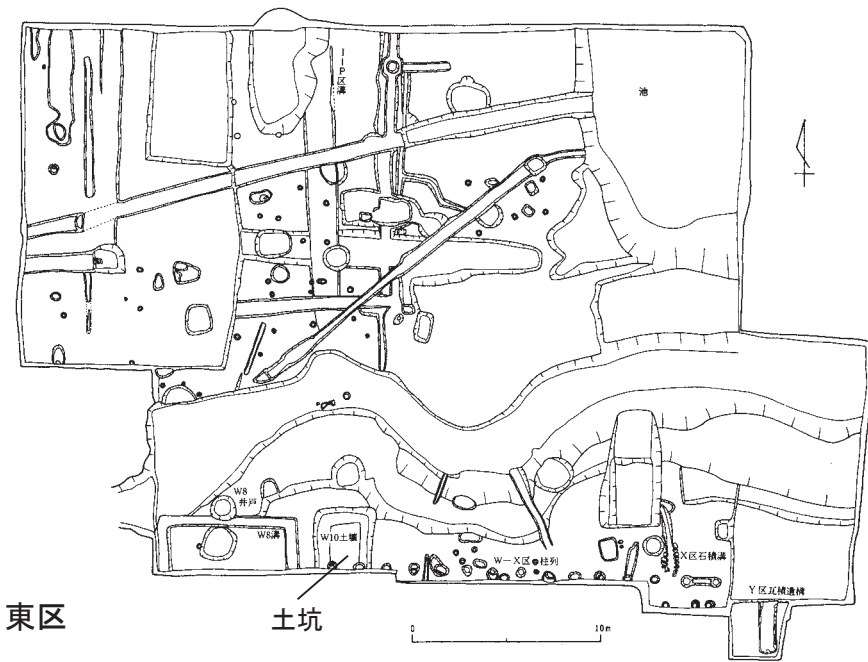 I－P区溝
池
W8
井戸
W8溝
W10土壙
W－X区 柱列
X区石積溝
Y区瓦積遺構
東区
土坑
0 10m